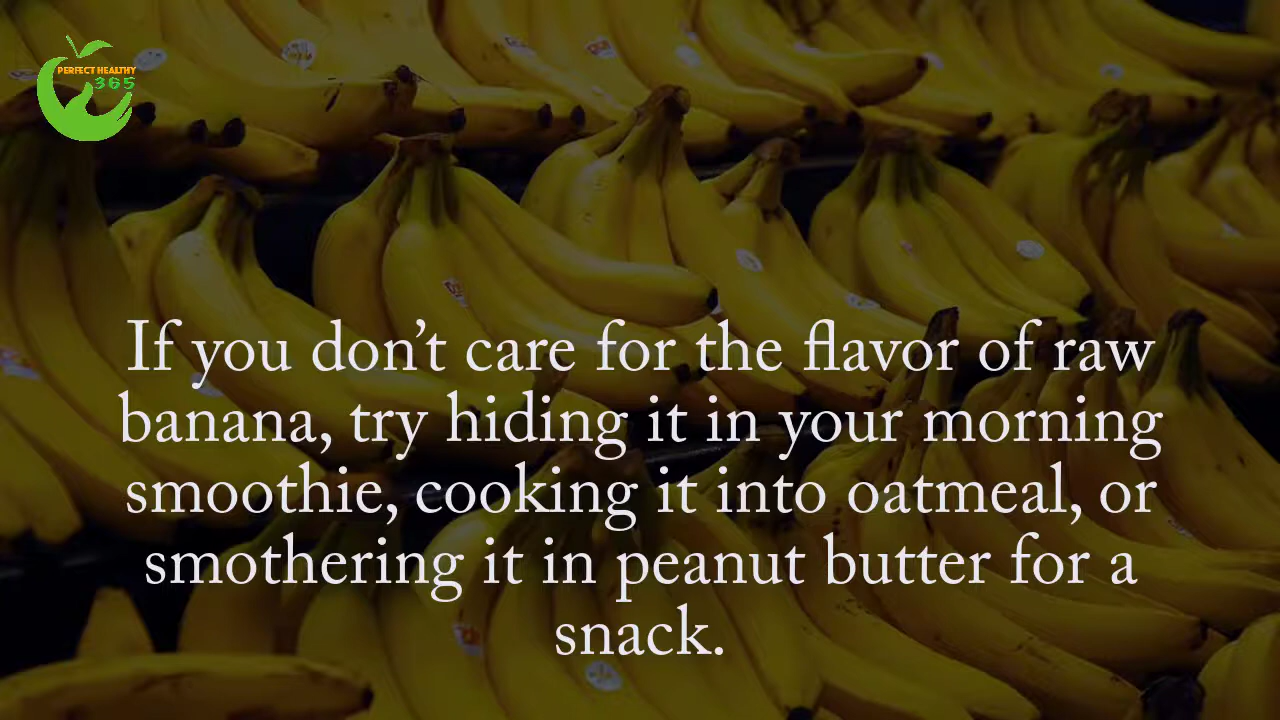 PERFECT HEALTHY
365
If you don’t care for the flavor of raw
banana, try hiding it in your morning
smoothie, cooking it into oatmeal, or
smothering it in peanut butter for a
snack.